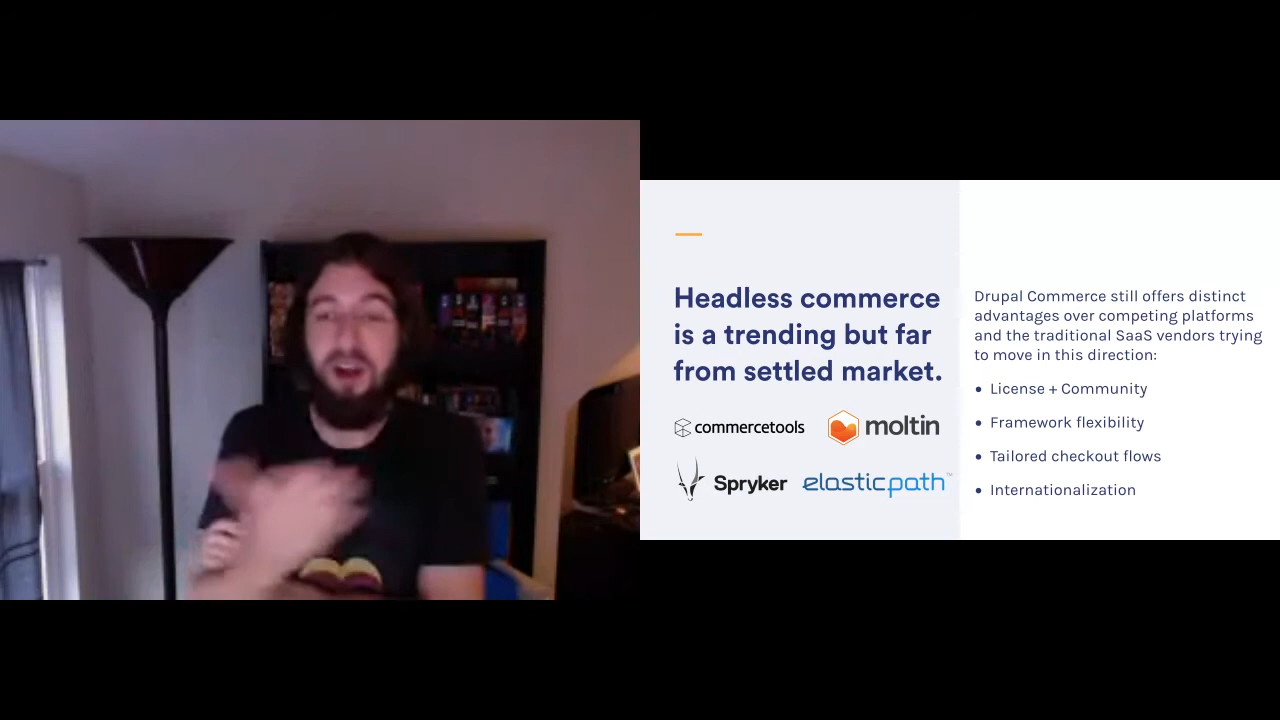 Headless commerce
is a trending but far
from settled market.
commercetools
moltin
Spryker
elasticpath™
Drupal Commerce still offers distinct
advantages over competing platforms
and the traditional SaaS vendors trying
to move in this direction:
• License + Community
• Framework flexibility
• Tailored checkout flows
• Internationalization